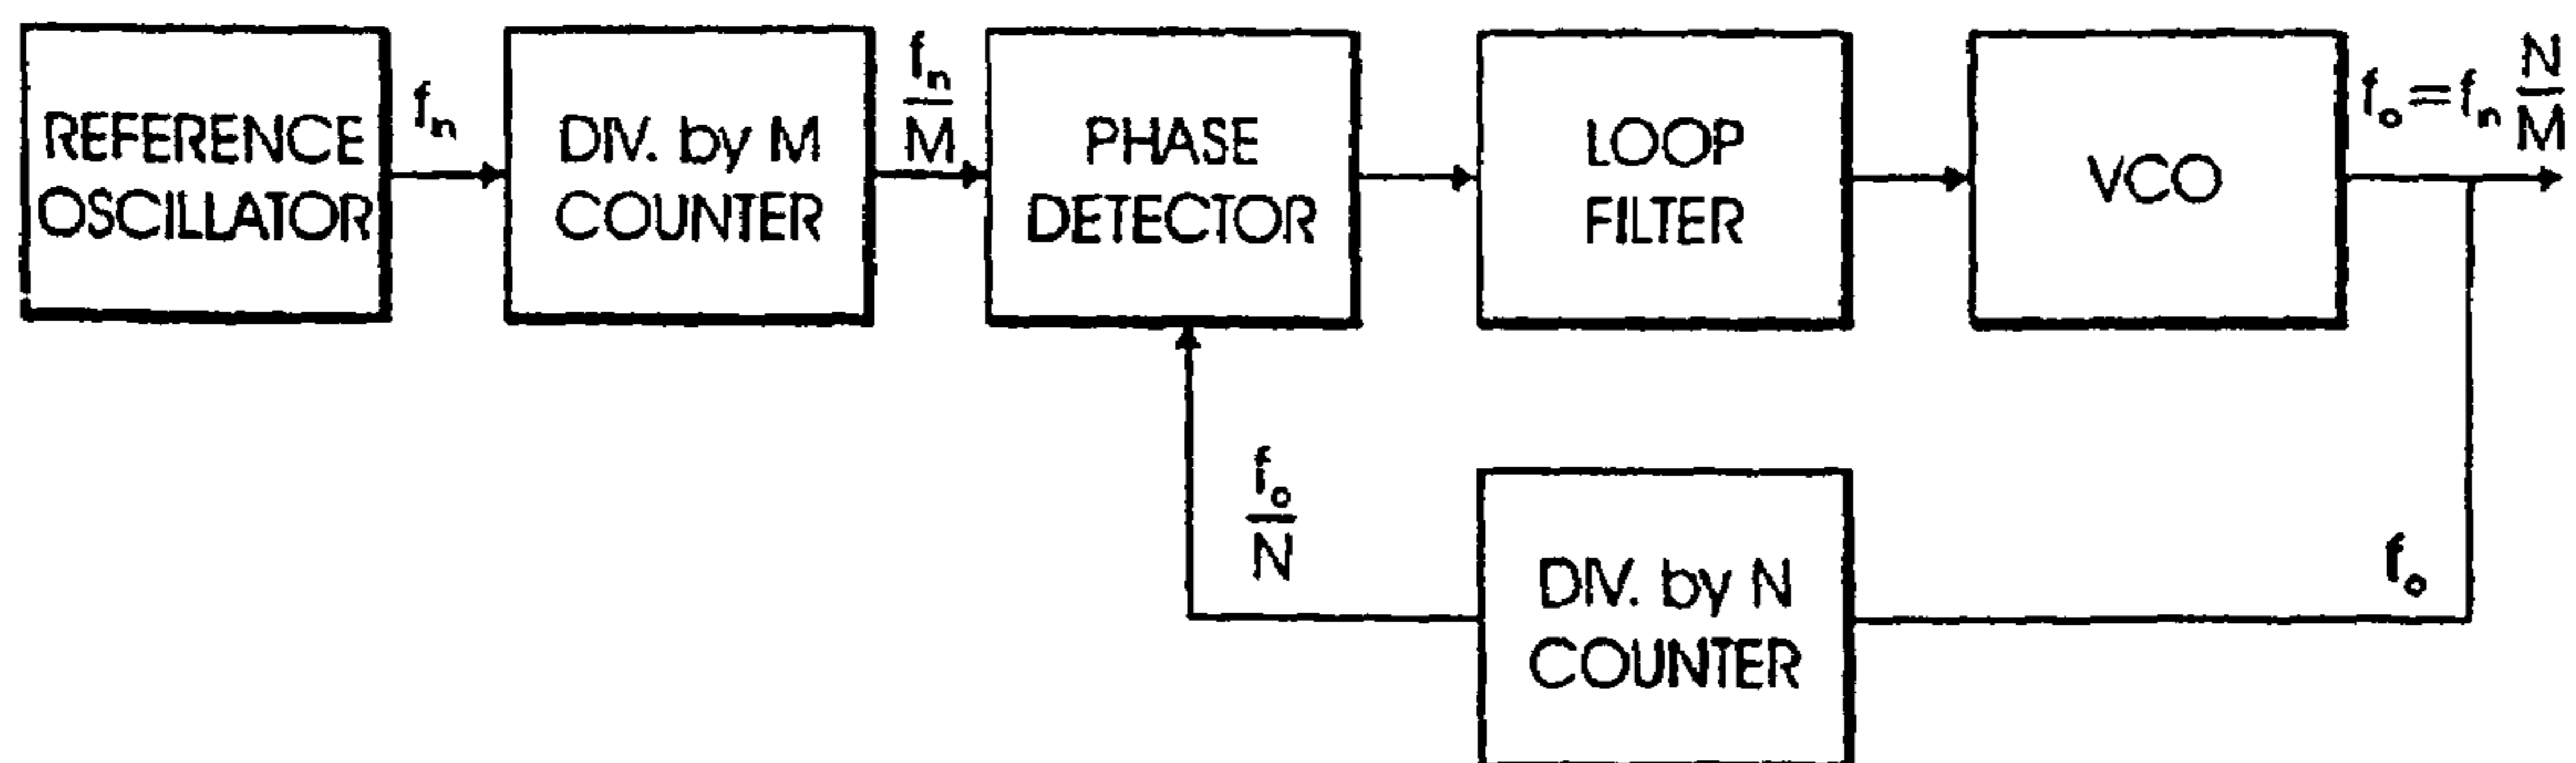 REFERENCE
OSCILLATOR
fₙ
DIV. by M
COUNTER
fₙ
M
PHASE
DETECTOR
LOOP
FILTER
VCO
fₒ=fₙ N
M
fₒ
N
DIV. by N
COUNTER
fₒ